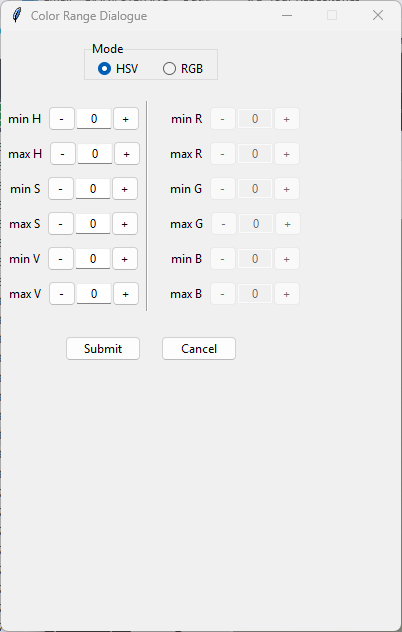 Color Range Dialogue
Mode
HSV RGB
min H - 0 + min R - 0 +
max H - 0 + max R - 0 +
min S - 0 + min G - 0 +
max S - 0 + max G - 0 +
min V - 0 + min B - 0 +
max V - 0 + max B - 0 +
Submit Cancel